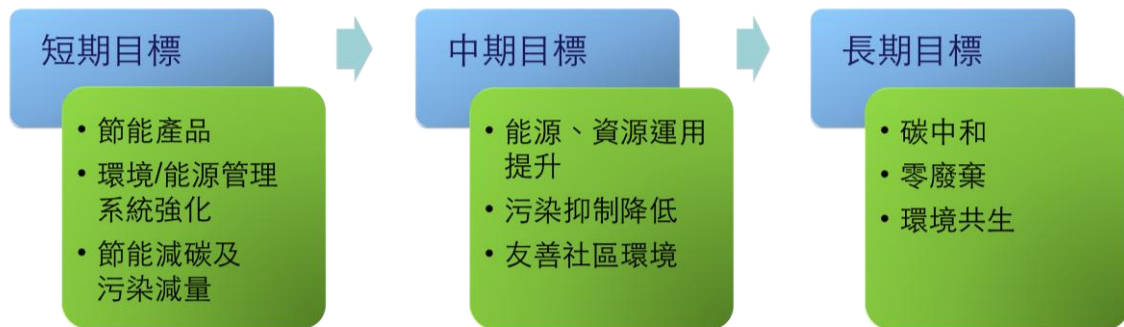 短期目標
• 節能產品
• 環境/能源管理
系統強化
• 節能減碳及
污染減量
中期目標
• 能源、資源運用
提升
• 污染抑制降低
• 友善社區環境
長期目標
• 碳中和
• 零廢棄
• 環境共生